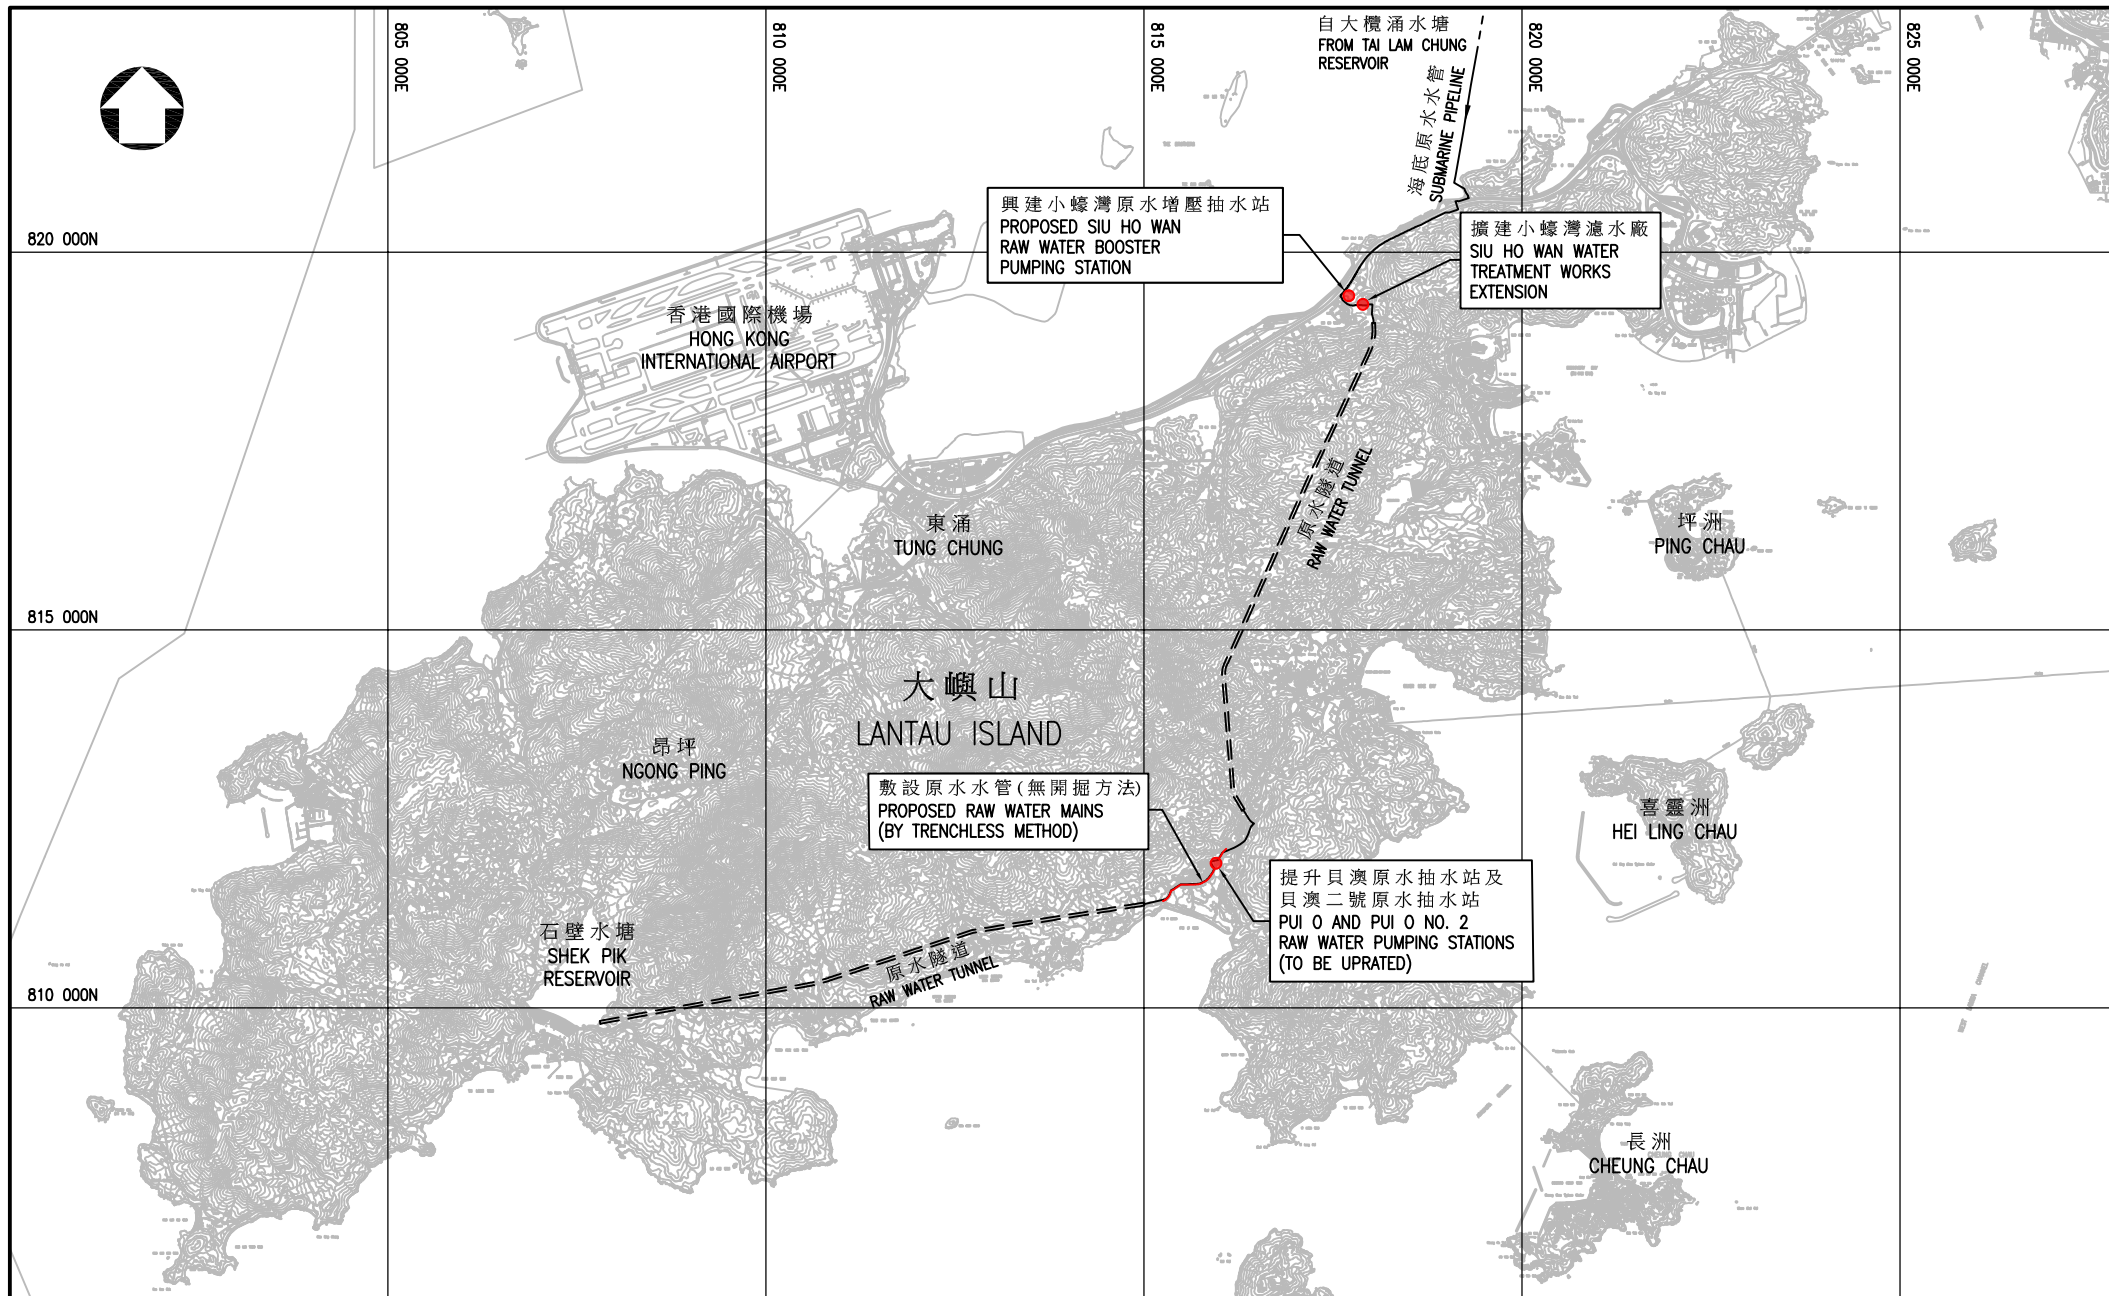 805 000E
810 000E
815 000E
820 000E
825 000E
自大欖涌水塘
FROM TAI LAM CHUNG
RESERVOIR
海底原水水管
SUBMARINE PIPELINE
興建小蠔灣原水增壓抽水站
PROPOSED SIU HO WAN
RAW WATER BOOSTER
PUMPING STATION
擴建小蠔灣濾水廠
SIU HO WAN WATER
TREATMENT WORKS
EXTENSION
820 000N
香港國際機場
HONG KONG
INTERNATIONAL AIRPORT
原水隧道
RAW WATER TUNNEL
東涌
TUNG CHUNG
坪洲
PING CHAU
815 000N
大嶼山
LANTAU ISLAND
昂坪
NGONG PING
敷設原水水管(無開掘方法)
PROPOSED RAW WATER MAINS
(BY TRENCHLESS METHOD)
喜靈洲
HEI LING CHAU
提升貝澳原水抽水站及
貝澳二號原水抽水站
PUI O AND PUI O NO. 2
RAW WATER PUMPING STATIONS
(TO BE UPRATED)
石壁水塘
SHEK PIK
RESERVOIR
原水隧道
RAW WATER TUNNEL
810 000N
長洲
CHEUNG CHAU